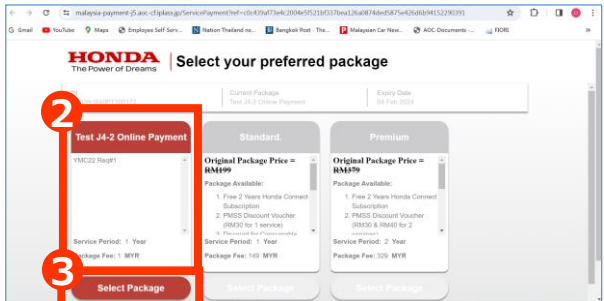 malaysia-payment-j5.aoc-cf.iplass.jp/ServicePayment?ref=c0c439af73e4c2004e5f521bf337bea126a0874ded5875e426d6b94152290391
Gmail YouTube Maps Employee Self-Serv... Nation Thailand ne... Bangkok Post - The... Malaysian Car New... AOC Documents -... FIORI »
HONDA
The Power of Dreams
Select your preferred package
Current Package
Test J4-2 Online Payment
Expiry Date
04 Feb 2024
2
Test J4-2 Online Payment
YMC22 Req#1
Service Period: 1 Year
Package Fee: 1 MYR
3
Select Package
Standard
Original Package Price =
RM199
Package Available:
1. Free 2 Years Honda Connect
Subscription
2. PMSS Discount Voucher
(RM30 for 1 service)
3. Discount for Consumable
Service Period: 1 Year
Package Fee: 149 MYR
Select Package
Premium
Original Package Price =
RM379
Package Available:
1. Free 2 Years Honda Connect
Subscription
2. PMSS Discount Voucher
(RM30 & RM40 for 2
services)
Service Period: 2 Year
Package Fee: 329 MYR
Select Package